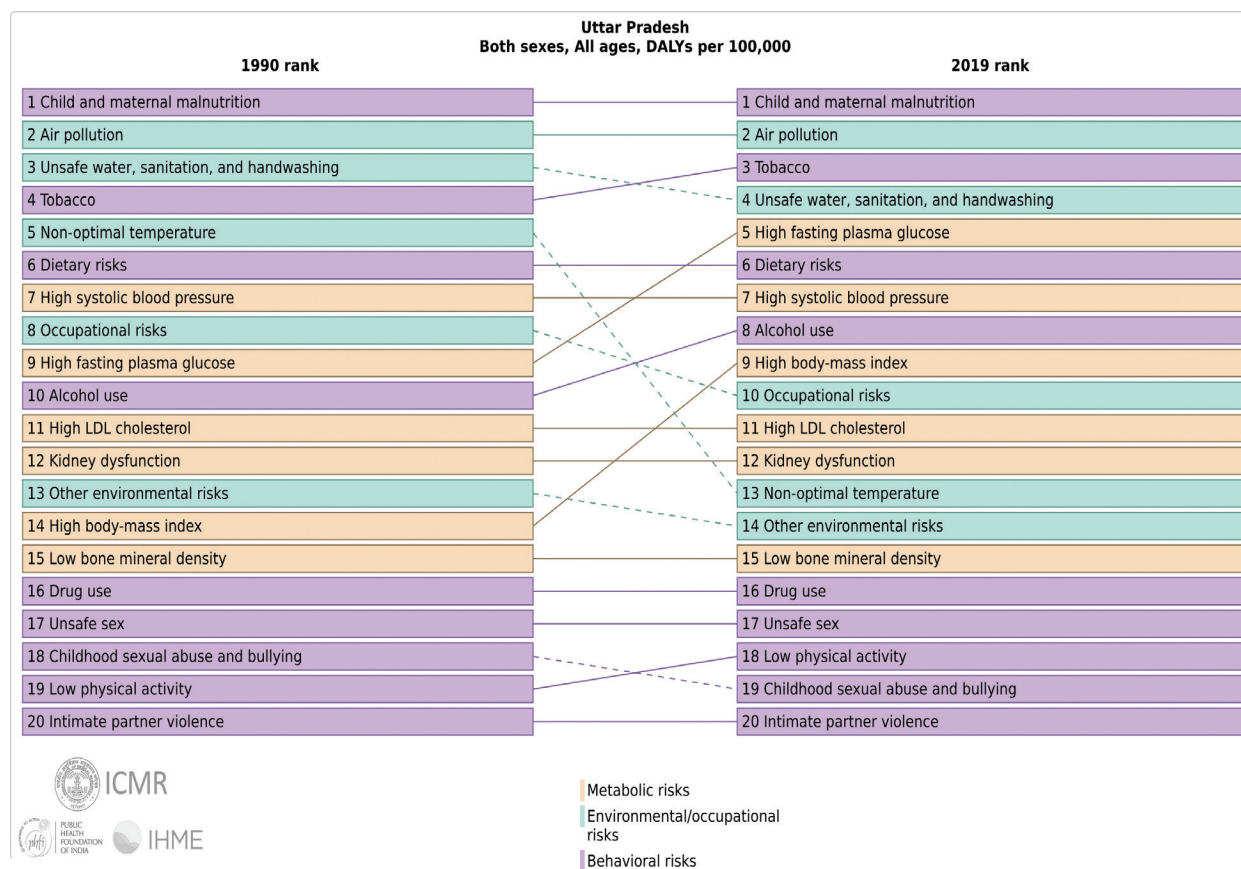 Uttar Pradesh
Both sexes, All ages, DALYs per 100,000
1990 rank
2019 rank
1 Child and maternal malnutrition
2 Air pollution
3 Unsafe water, sanitation, and handwashing
4 Tobacco
5 Non-optimal temperature
6 Dietary risks
7 High systolic blood pressure
8 Occupational risks
9 High fasting plasma glucose
10 Alcohol use
11 High LDL cholesterol
12 Kidney dysfunction
13 Other environmental risks
14 High body-mass index
15 Low bone mineral density
16 Drug use
17 Unsafe sex
18 Childhood sexual abuse and bullying
19 Low physical activity
20 Intimate partner violence
1 Child and maternal malnutrition
2 Air pollution
3 Tobacco
4 Unsafe water, sanitation, and handwashing
5 High fasting plasma glucose
6 Dietary risks
7 High systolic blood pressure
8 Alcohol use
9 High body-mass index
10 Occupational risks
11 High LDL cholesterol
12 Kidney dysfunction
13 Non-optimal temperature
14 Other environmental risks
15 Low bone mineral density
16 Drug use
17 Unsafe sex
18 Low physical activity
19 Childhood sexual abuse and bullying
20 Intimate partner violence
ICMR
phfi
PUBLIC
HEALTH
FOUNDATION
OF INDIA
IHME
Metabolic risks
Environmental/occupational
risks
Behavioral risks